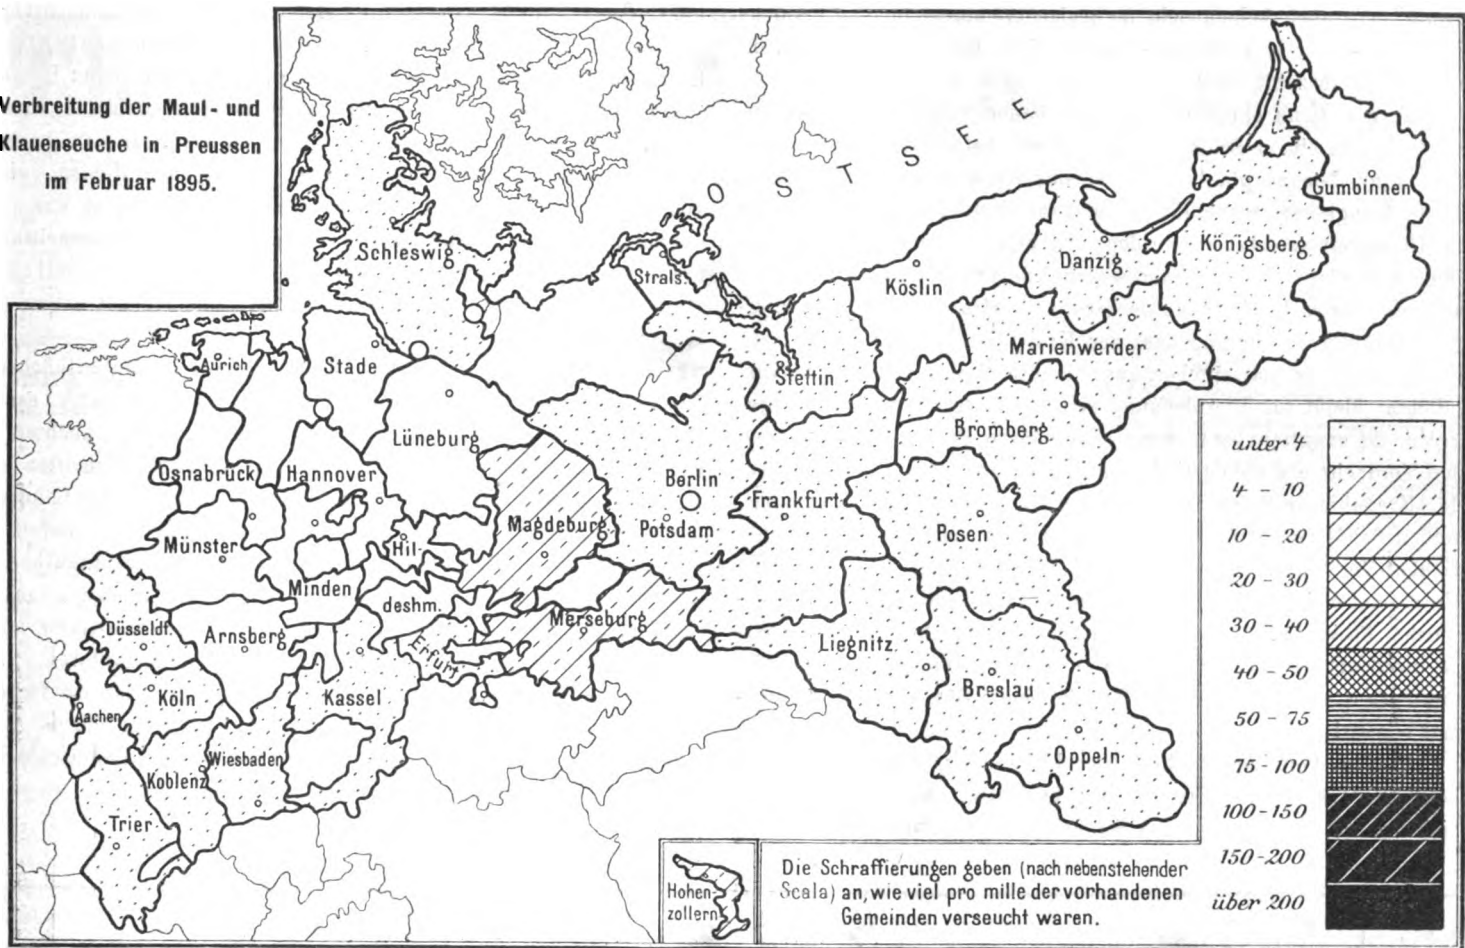 Verbreitung der Maul- und
Klauenseuche in Preussen
im Februar 1895.
OSTSEE
Gumbinnen
Königsberg
Danzig
Schleswig
Strals.
Köslin
Marienwerder
Stettin
Aurich
Stade
Lüneburg
Bromberg
Osnabrück
Hannover
Berlin
Potsdam
Frankfurt
Magdeburg
Posen
Münster
Hil-
deshm.
Minden
Merseburg
Düsseldf.
Arnsberg
Erfurt
Liegnitz
Breslau
Köln
Kassel
Aachen
Wiesbaden
Koblenz
Oppeln
Trier
Hohen-
zollern
Die Schraffierungen geben (nach nebenstehender
Scala) an, wie viel pro mille der vorhandenen
Gemeinden verseucht waren.
unter 4
4 - 10
10 - 20
20 - 30
30 - 40
40 - 50
50 - 75
75 - 100
100 - 150
150 - 200
über 200